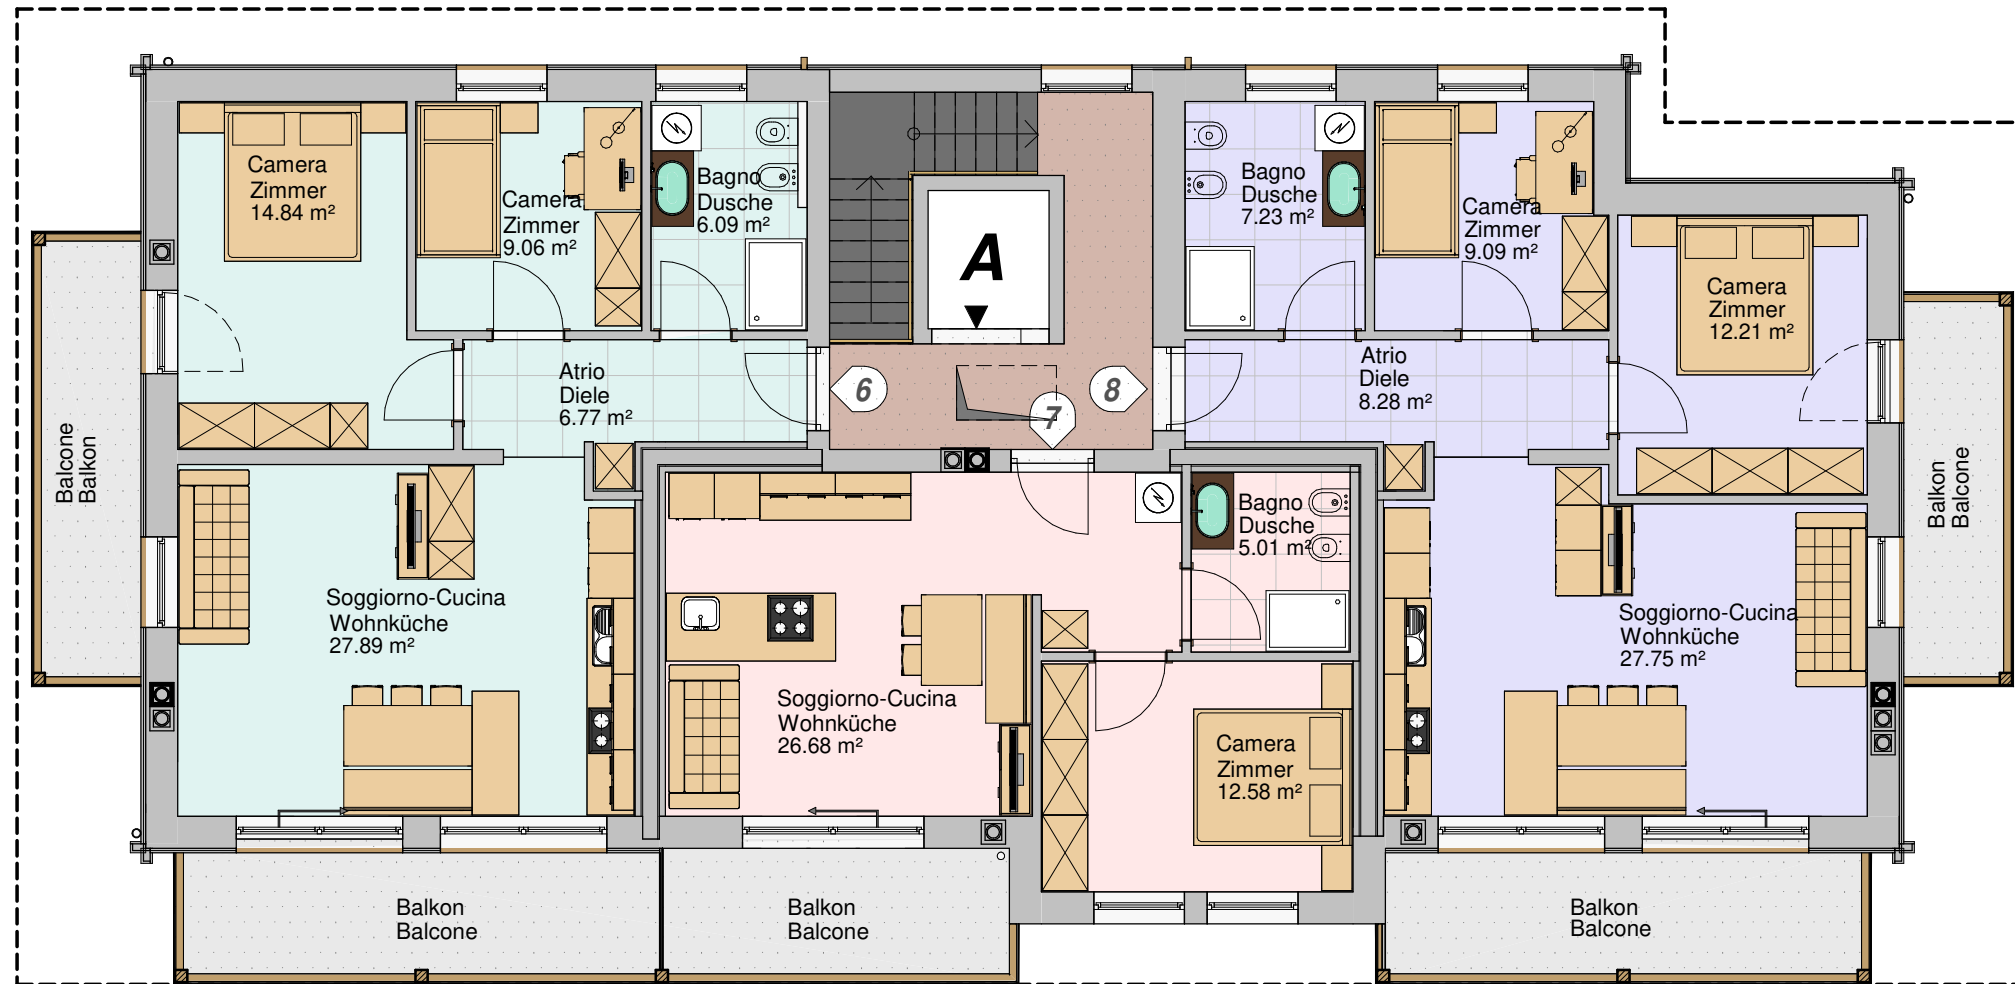 Camera
Zimmer
14.84 m²
Camera
Zimmer
9.06 m²
Bagno
Dusche
6.09 m²
A
Bagno
Dusche
7.23 m²
Camera
Zimmer
9.09 m²
Camera
Zimmer
12.21 m²
Atrio
Diele
6.77 m²
6
7
8
Atrio
Diele
8.28 m²
Balcone
Balkon
Balkon
Balcone
Bagno
Dusche
5.01 m²
Soggiorno-Cucina
Wohnküche
27.89 m²
Soggiorno-Cucina
Wohnküche
26.68 m²
Soggiorno-Cucina
Wohnküche
27.75 m²
Camera
Zimmer
12.58 m²
Balkon
Balcone
Balkon
Balcone
Balkon
Balcone